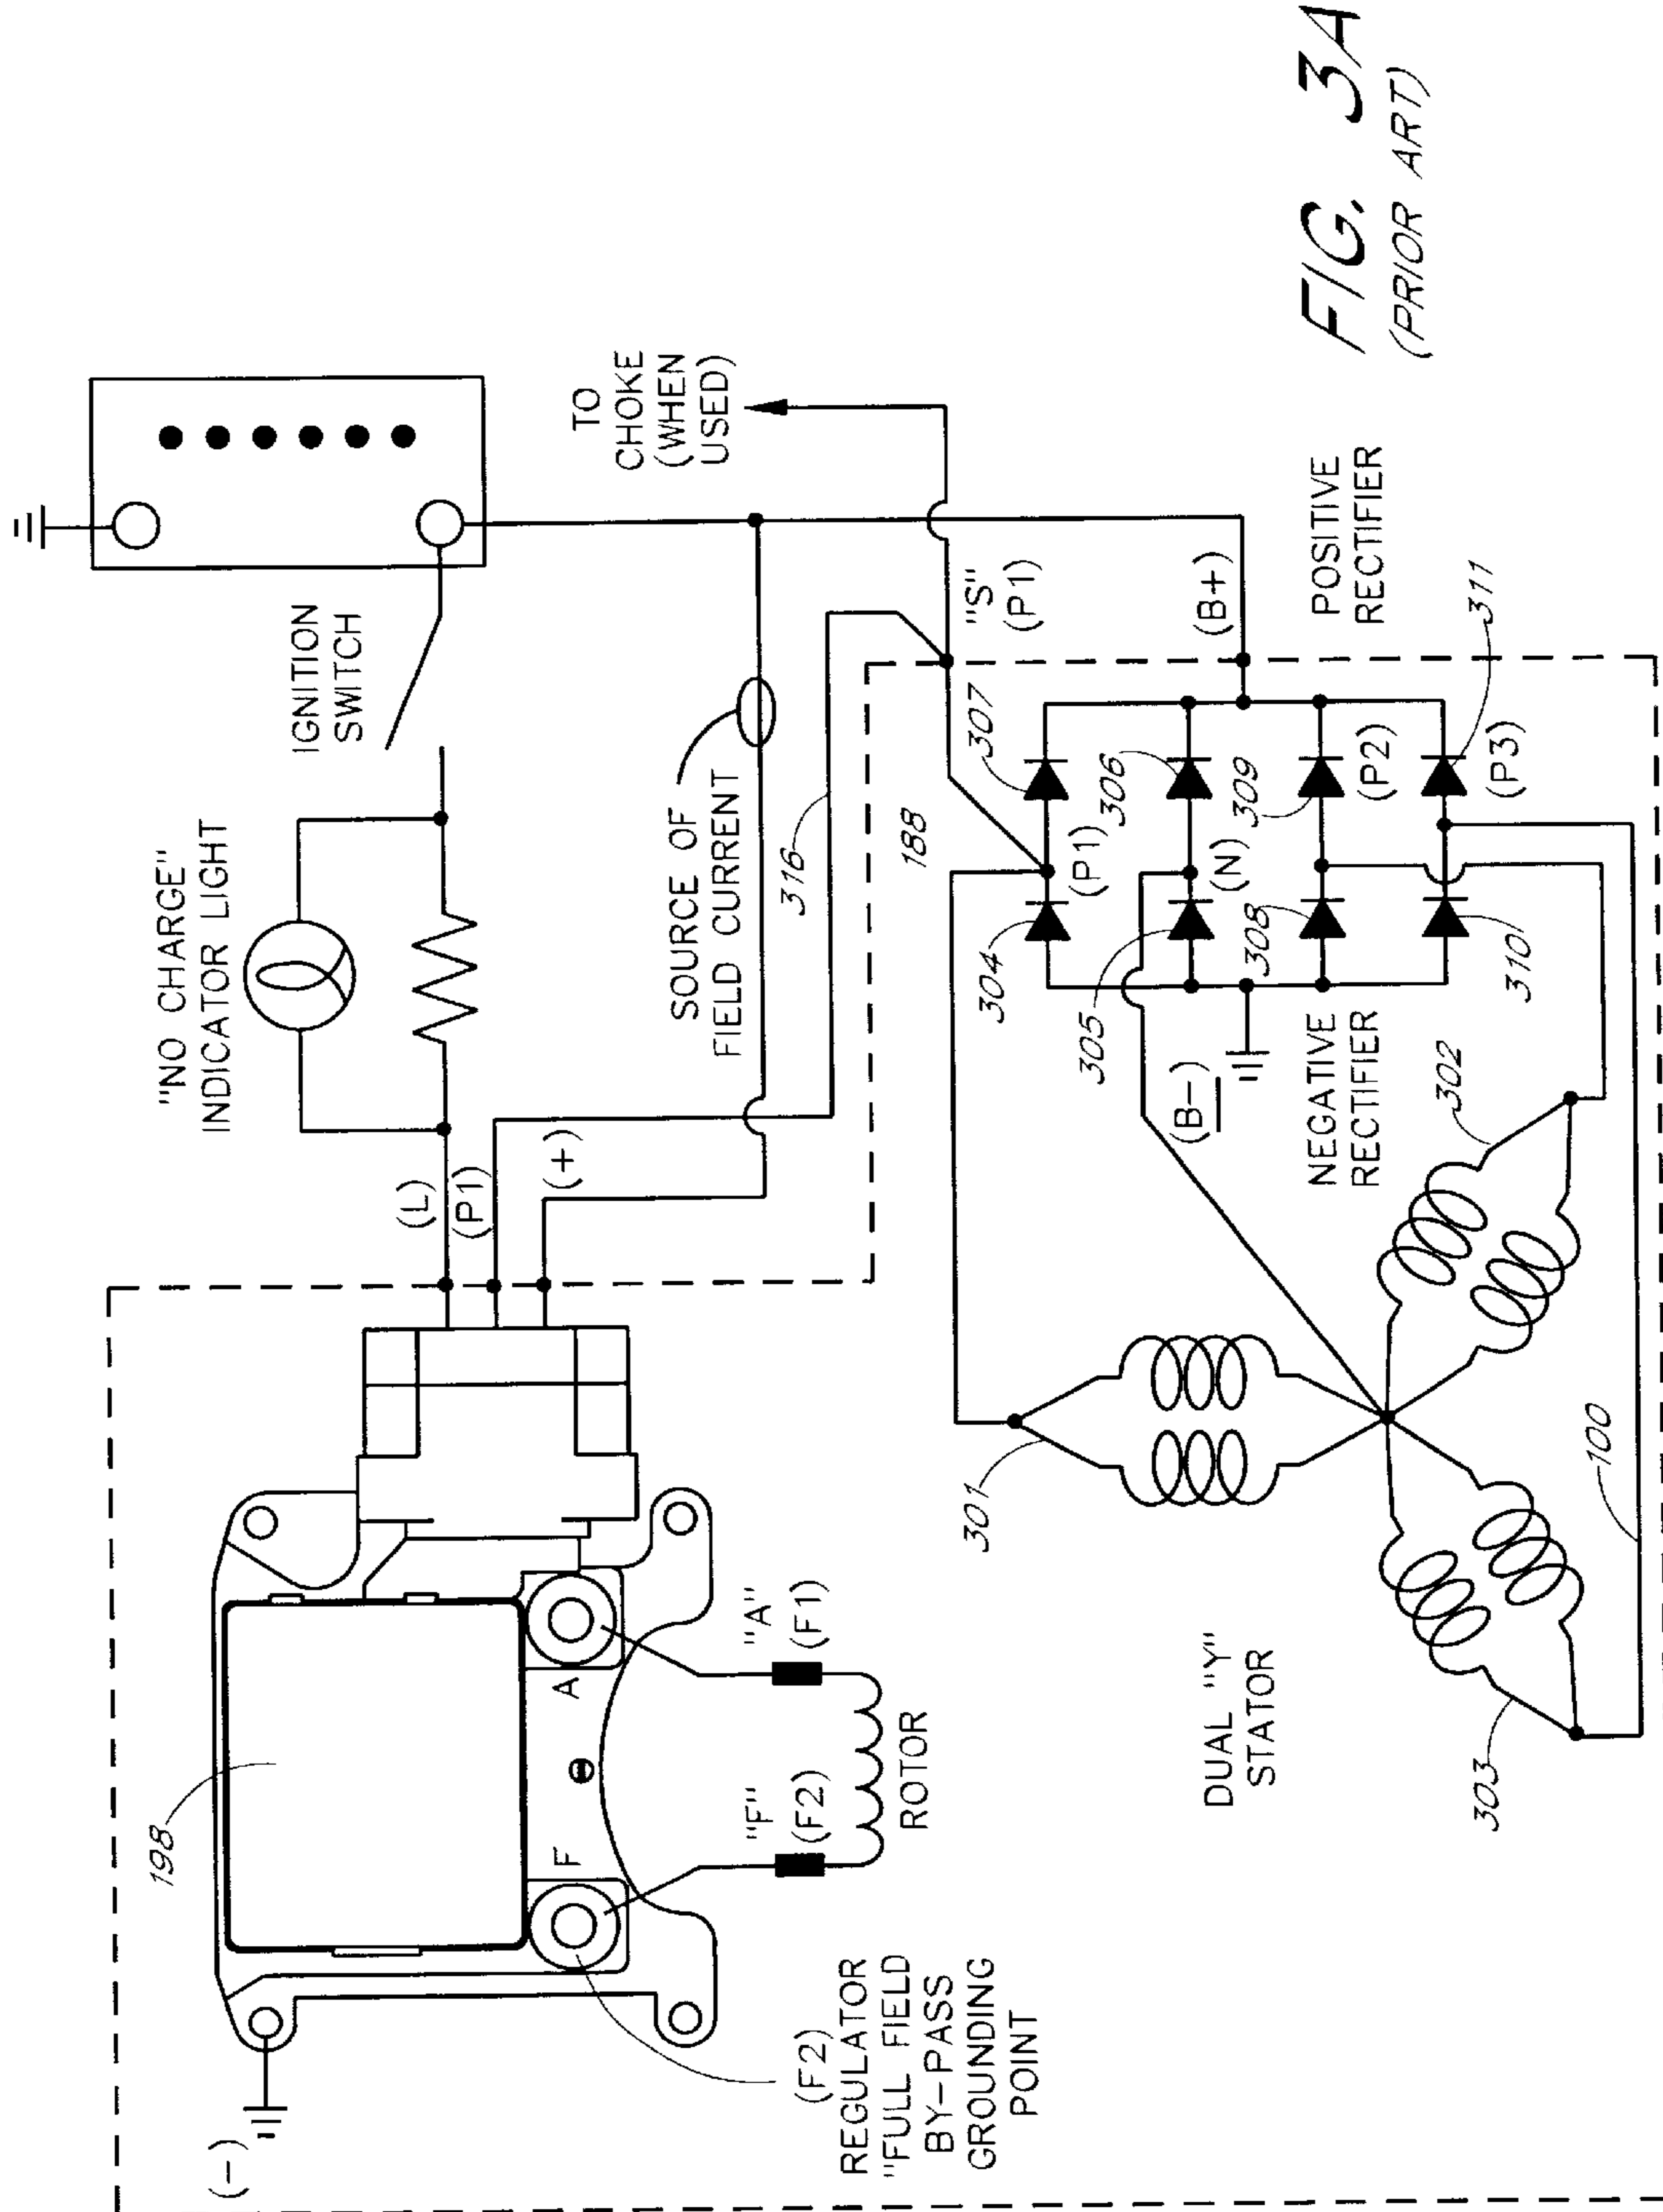 198
(-)
(F2)
REGULATOR
"FULL FIELD
BY-PASS
GROUNDING
POINT
F
A
"F"
(F2)
"A"
(F1)
ROTOR
(L)
(P1)
(+)
"NO CHARGE"
INDICATOR LIGHT
IGNITION
SWITCH
SOURCE OF
FIELD CURRENT
316
188
TO
CHOKE
(WHEN
USED)
"S"
(P1)
(B+)
307
304
(P1)
306
305
(N)
309
308
(P2)
311
310
(P3)
(B-)
POSITIVE
RECTIFIER
NEGATIVE
RECTIFIER
301
302
303
100
DUAL "Y"
STATOR
FIG. 3A
(PRIOR ART)